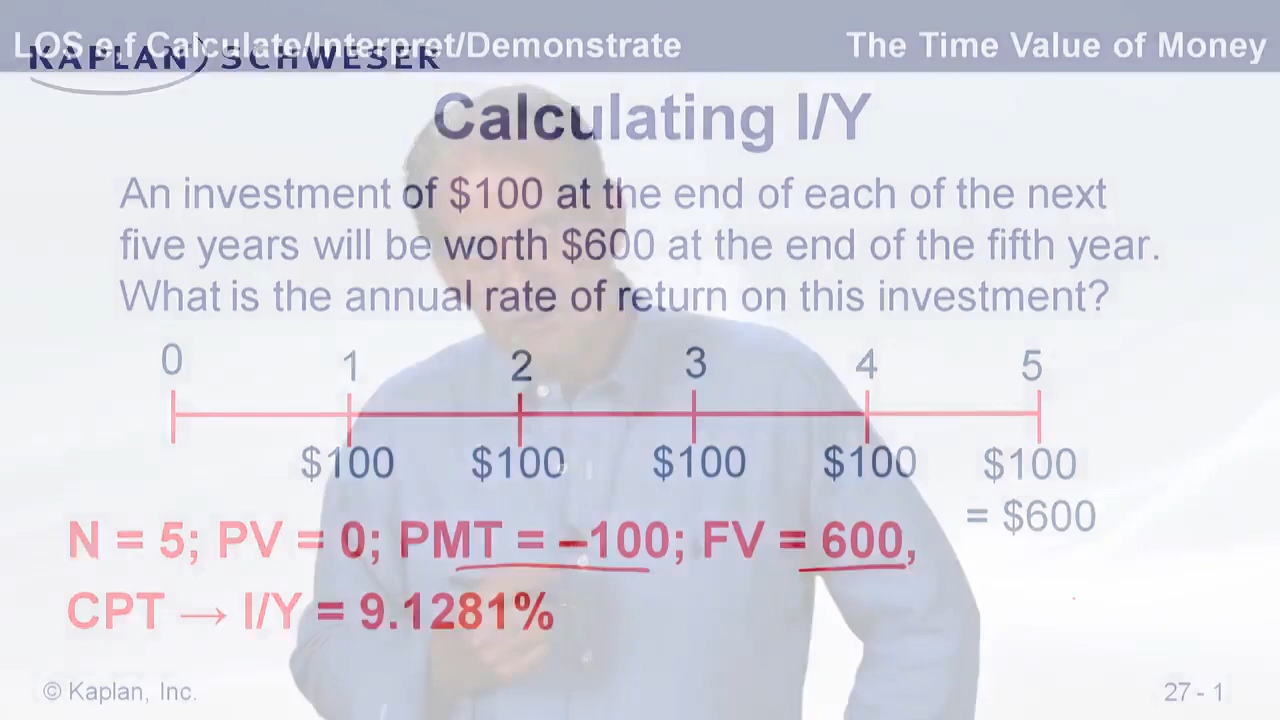 LOS e,f Calculate/Interpret/Demonstrate
The Time Value of Money
KAPLAN SCHWESER
Calculating I/Y
An investment of $100 at the end of each of the next
five years will be worth $600 at the end of the fifth year.
What is the annual rate of return on this investment?
0 1 2 3 4 5
$100 $100 $100 $100 $100
= $600
N = 5; PV = 0; PMT = –100; FV = 600,
CPT → I/Y = 9.1281%
© Kaplan, Inc.
27 - 1